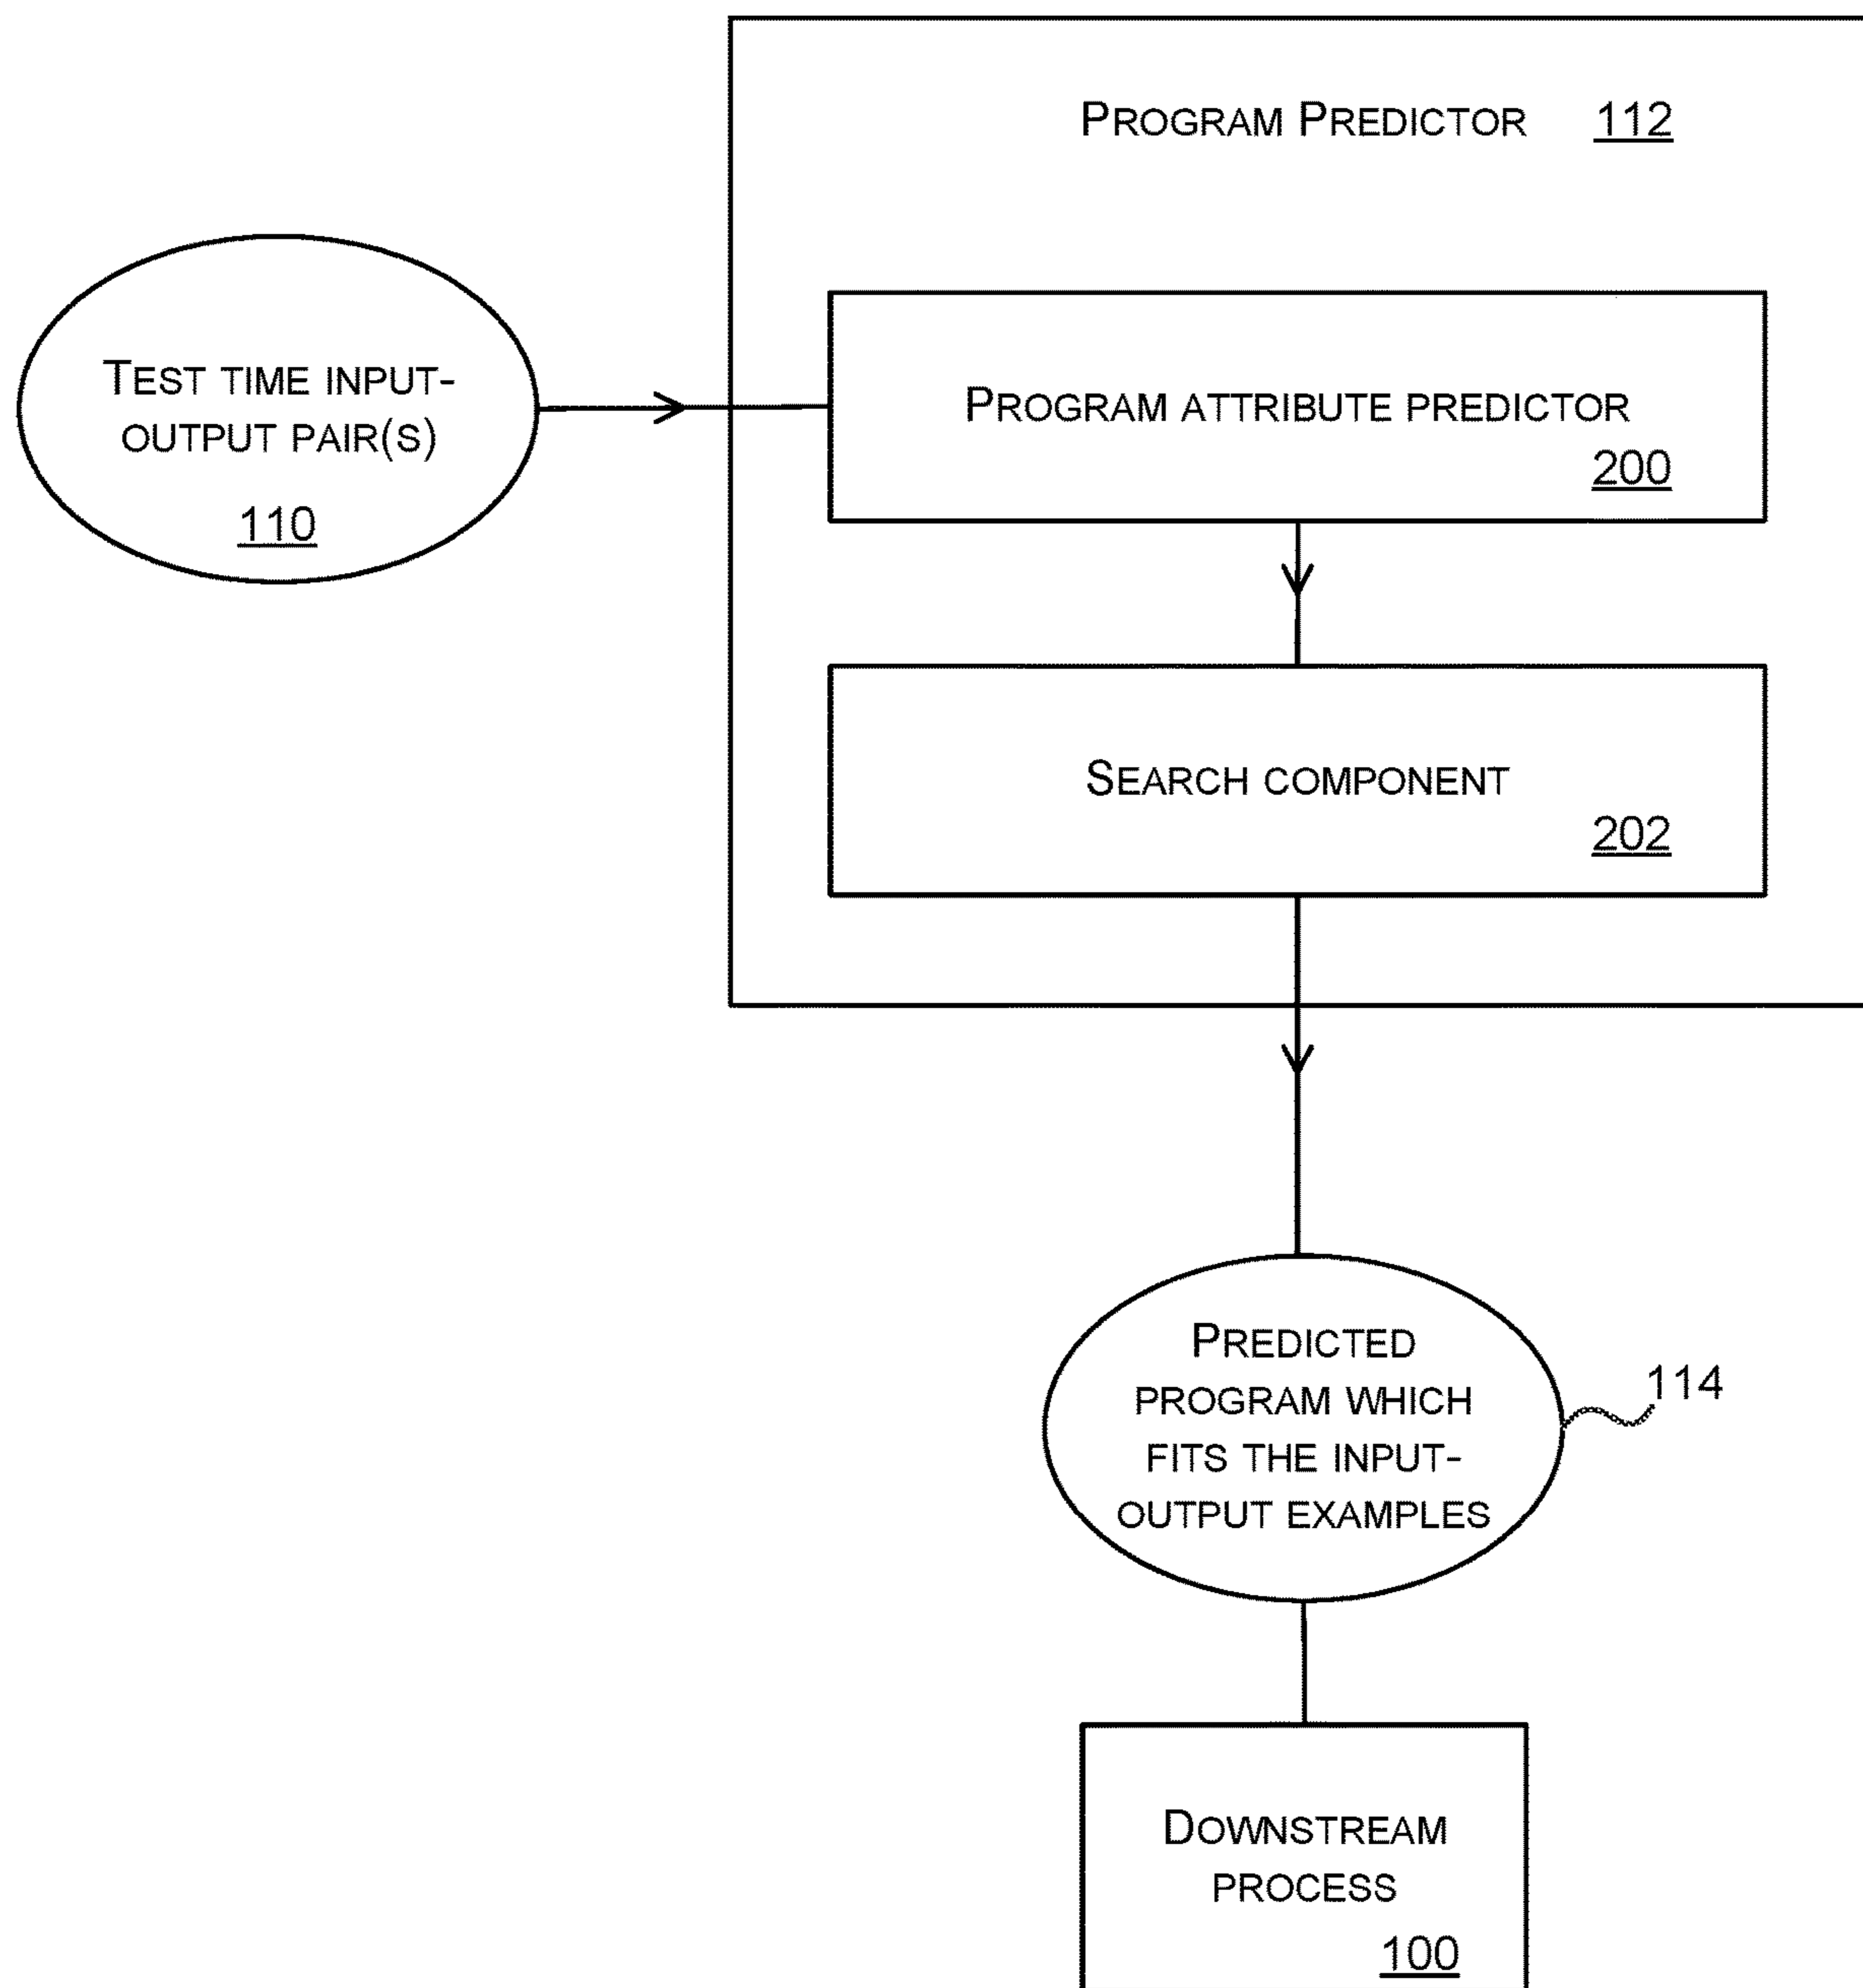 PROGRAM PREDICTOR 112
TEST TIME INPUT-
OUTPUT PAIR(S)
110
PROGRAM ATTRIBUTE PREDICTOR
200
SEARCH COMPONENT
202
PREDICTED
PROGRAM WHICH
FITS THE INPUT-
OUTPUT EXAMPLES
114
DOWNSTREAM
PROCESS
100